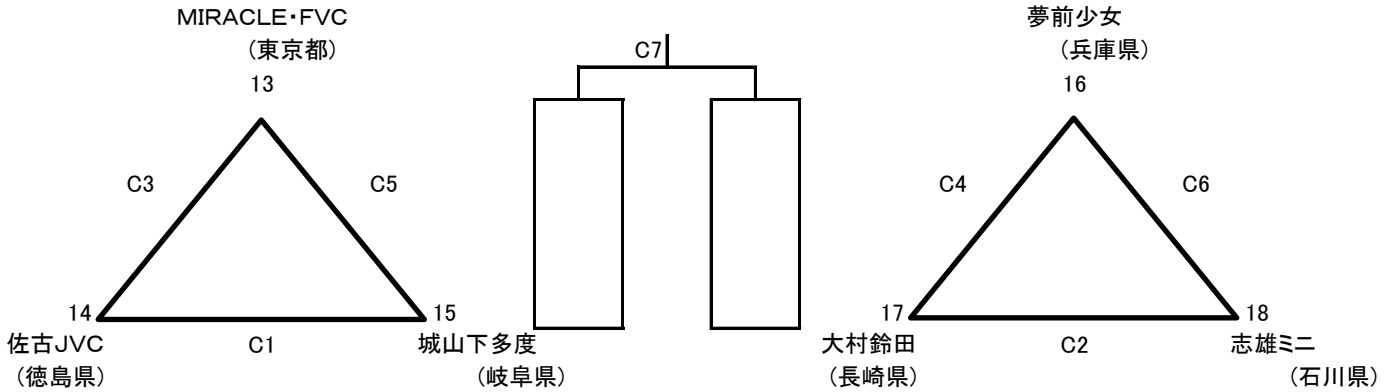 MIRACLE・FVC
(東京都)
13
C3
C5
14
15
佐古JVC
(徳島県)
C1
城山下多度
(岐阜県)
C7
夢前少女
(兵庫県)
16
C4
C6
17
18
大村鈴田
(長崎県)
C2
志雄ミニ
(石川県)